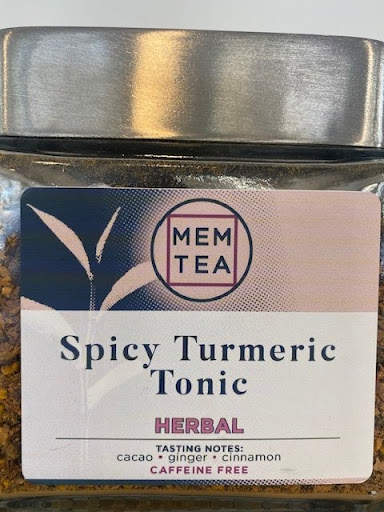 MEM
TEA
Spicy Turmeric
Tonic
HERBAL
TASTING NOTES:
cacao • ginger • cinnamon
CAFFEINE FREE